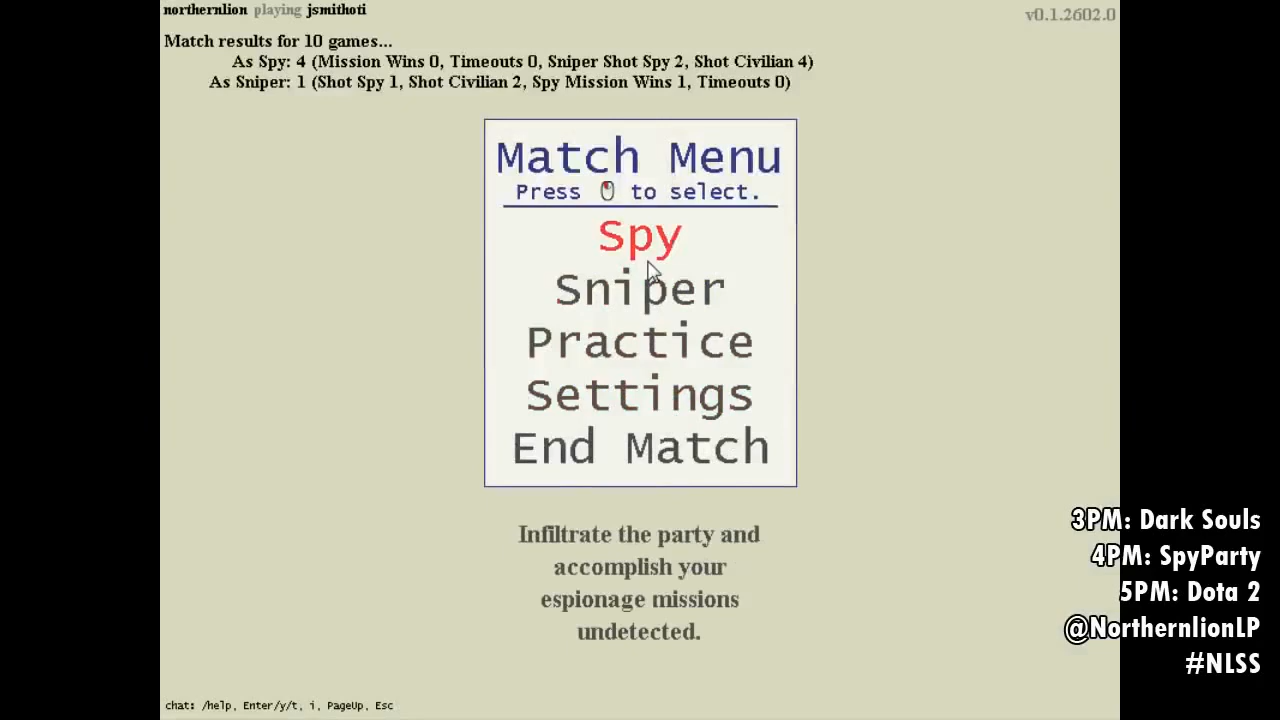 northernlion playing jsmithoti
v0.1.2602.0
Match results for 10 games...
As Spy: 4 (Mission Wins 0, Timeouts 0, Sniper Shot Spy 2, Shot Civilian 4)
As Sniper: 1 (Shot Spy 1, Shot Civilian 2, Spy Mission Wins 1, Timeouts 0)
Match Menu
Press to select.
Spy
Sniper
Practice
Settings
End Match
Infiltrate the party and
accomplish your
espionage missions
undetected.
3PM: Dark Souls
4PM: SpyParty
5PM: Dota 2
@NorthernlionLP
#NLSS
chat: /help, Enter/y/t, i, PageUp, Esc